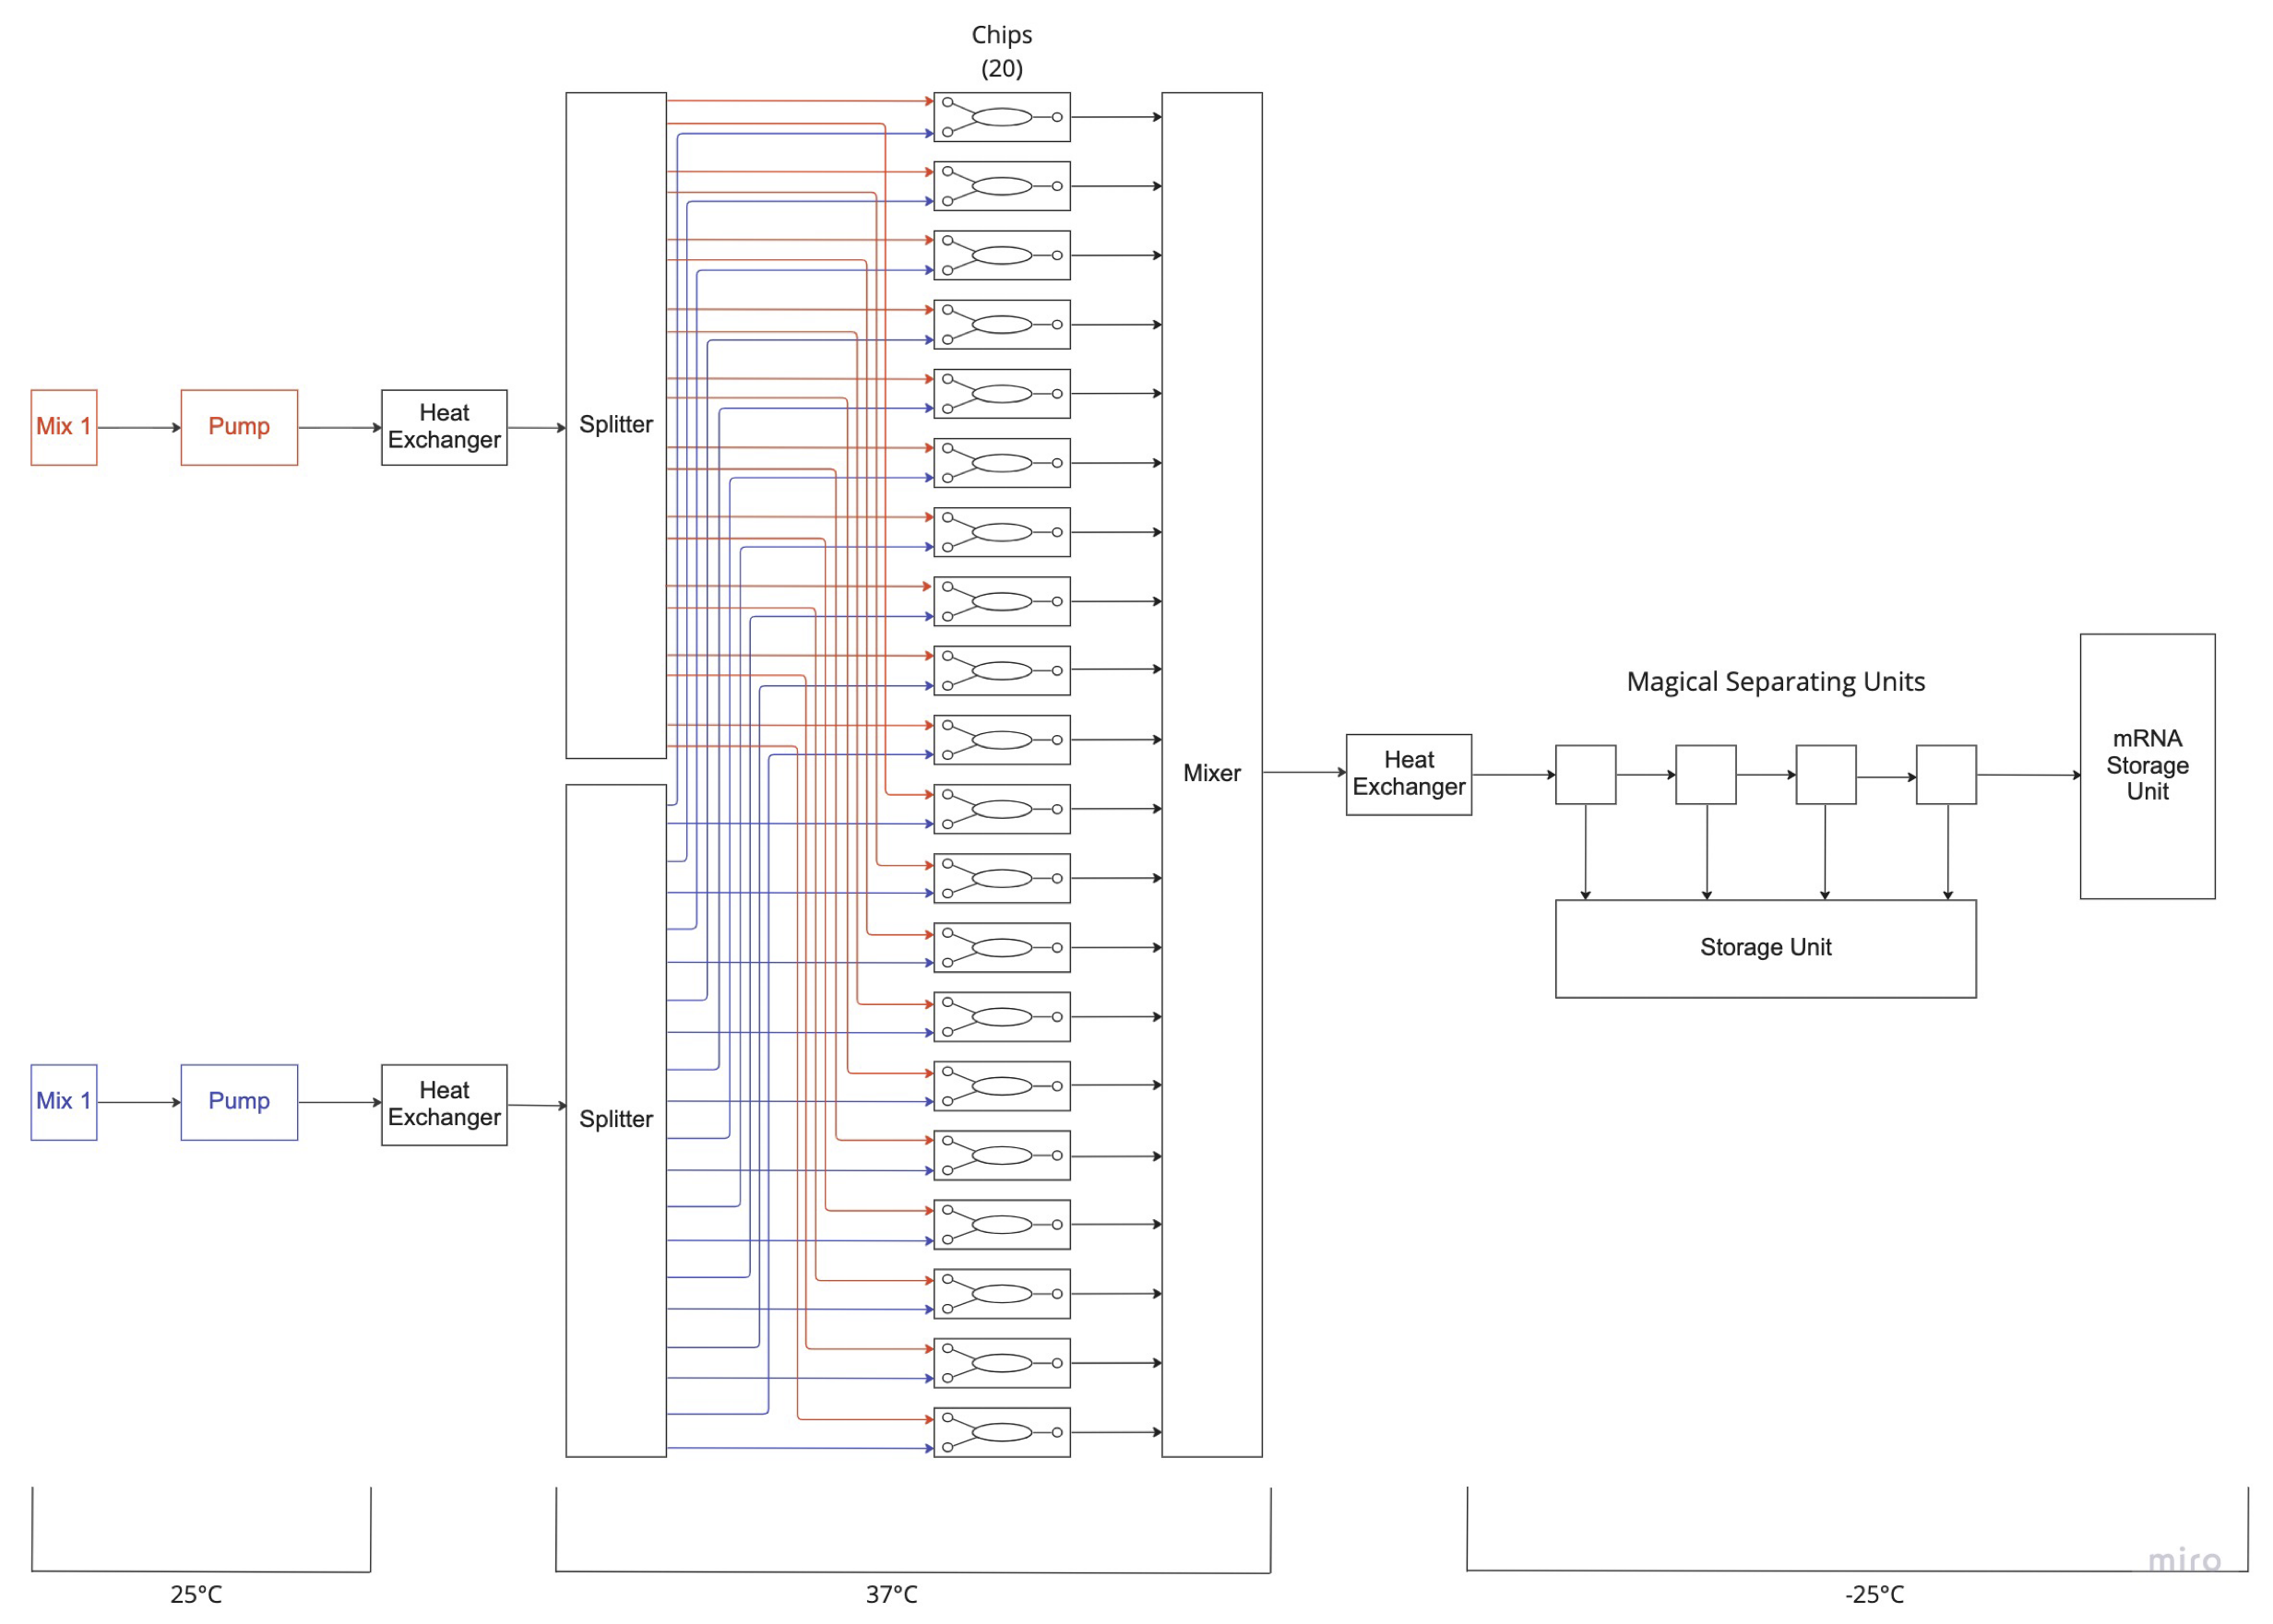 Chips
(20)
Mix 1
Pump
Heat
Exchanger
Splitter
Mixer
Heat
Exchanger
Magical Separating Units
mRNA
Storage
Unit
Storage Unit
Mix 1
Pump
Heat
Exchanger
Splitter
25°C
37°C
-25°C
miro